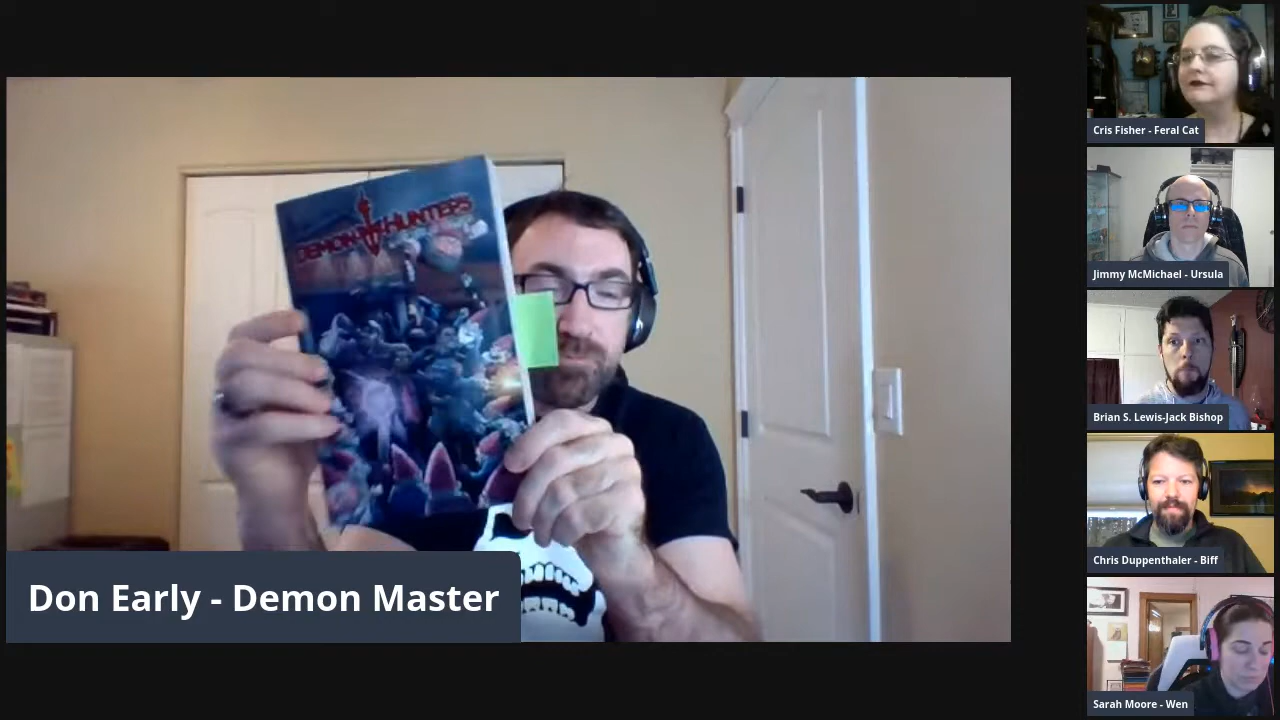 DEMON HUNTERS
Don Early - Demon Master
Cris Fisher - Feral Cat
Jimmy McMichael - Ursula
Brian S. Lewis-Jack Bishop
Chris Duppenthaler - Biff
Sarah Moore - Wen